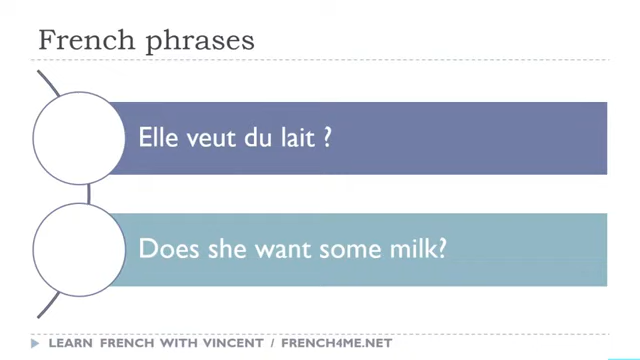 French phrases
Elle veut du lait ?
Does she want some milk?
LEARN FRENCH WITH VINCENT / FRENCH4ME.NET